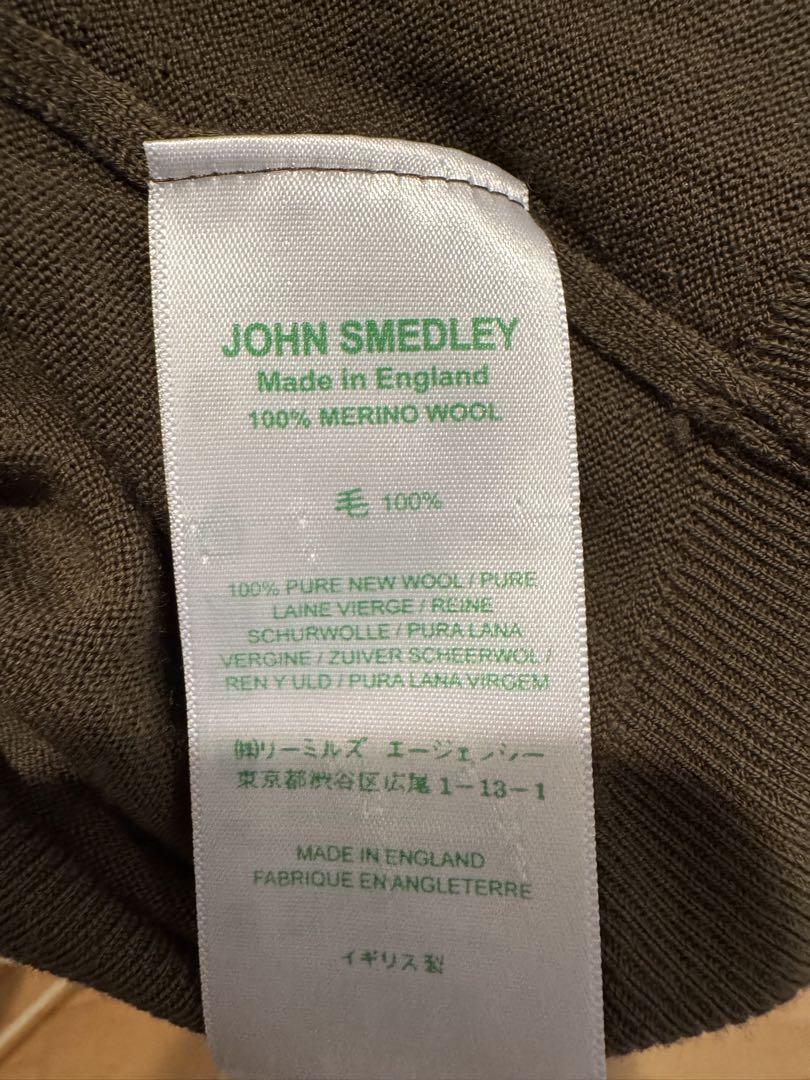 JOHN SMEDLEY
Made in England
100% MERINO WOOL
毛 100%
100% PURE NEW WOOL / PURE
LAINE VIERGE / REINE
SCHURWOLLE / PURA LANA
VERGINE / ZUIVER SCHEERWOL /
REN Y ULD / PURA LANA VIRGEM
㈱リーミルズ エージェンシー
東京都渋谷区広尾 1-13-1
MADE IN ENGLAND
FABRIQUE EN ANGLETERRE
イギリス製